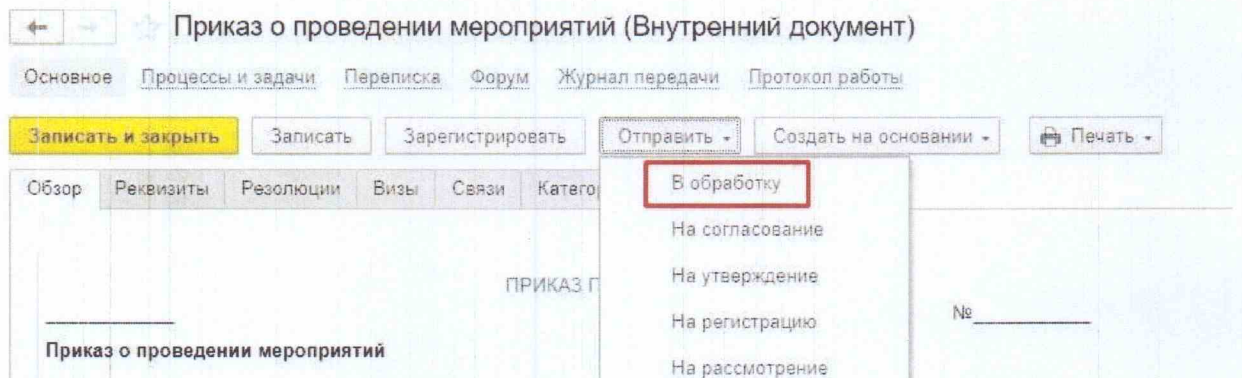 Приказ о проведении мероприятий (Внутренний документ)
Основное Процессы и задачи Переписка Форум Журнал передачи Протокол работы
Записать и закрыть Записать Зарегистрировать Отправить Создать на основании Печать
Обзор Реквизиты Резолюции Визы Связи Катего
В обработку
На согласование
На утверждение
ПРИКАЗ П
На регистрацию
№
Приказ о проведении мероприятий
На рассмотрение